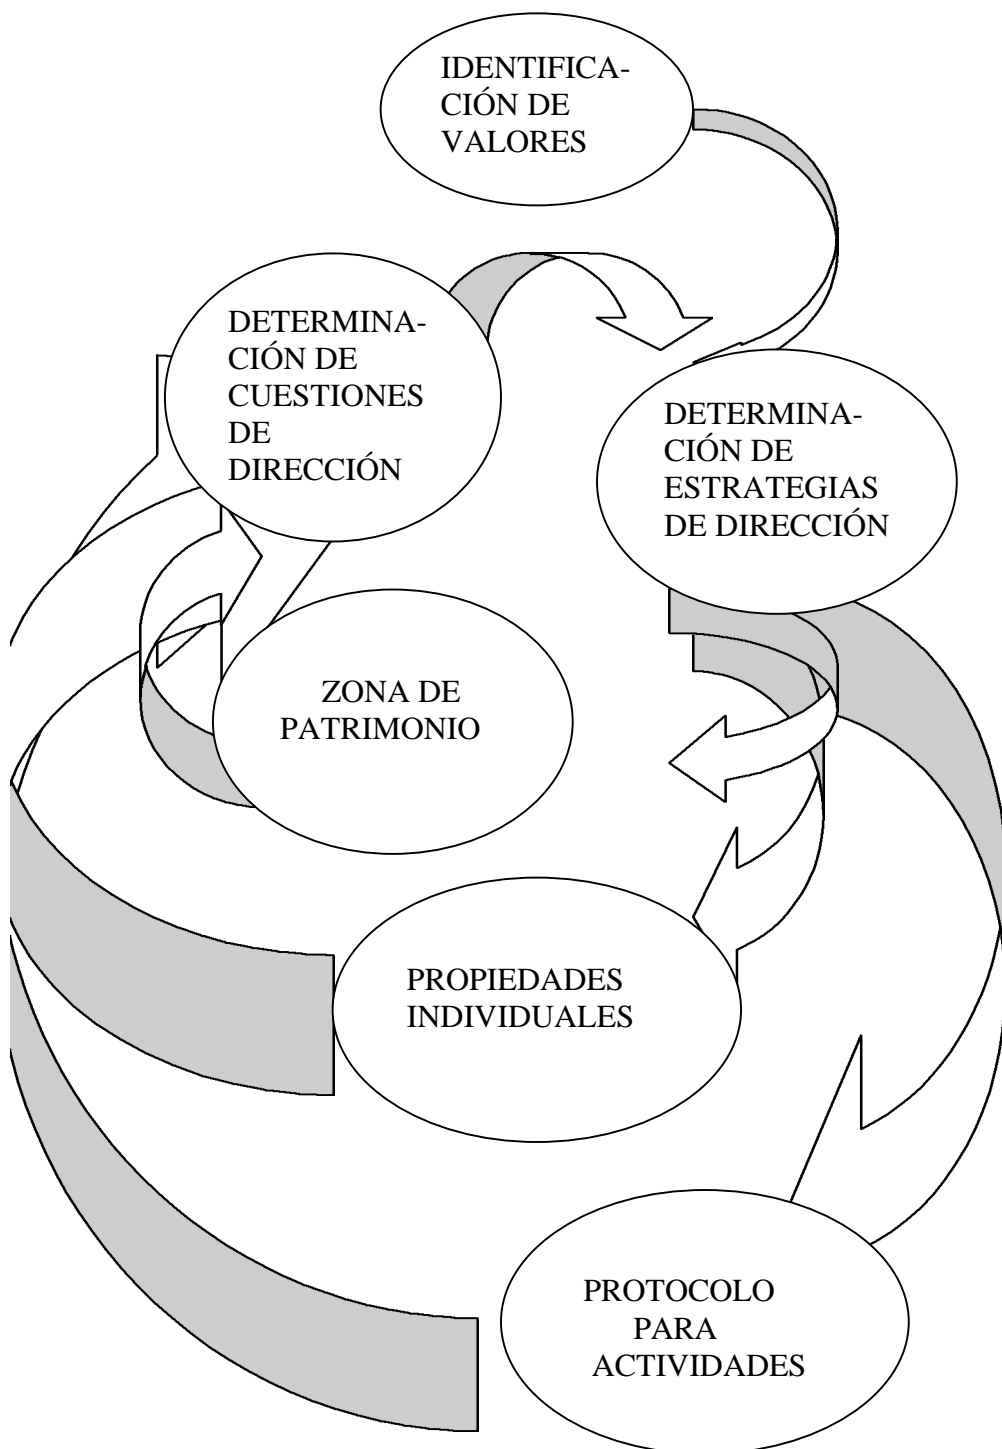 IDENTIFICA-
CIÓN DE
VALORES
DETERMINA-
CIÓN DE
CUESTIONES
DE
DIRECCIÓN
DETERMINA-
CIÓN DE
ESTRATEGIAS
DE DIRECCIÓN
ZONA DE
PATRIMONIO
PROPIEDADES
INDIVIDUALES
PROTOCOLO
PARA
ACTIVIDADES